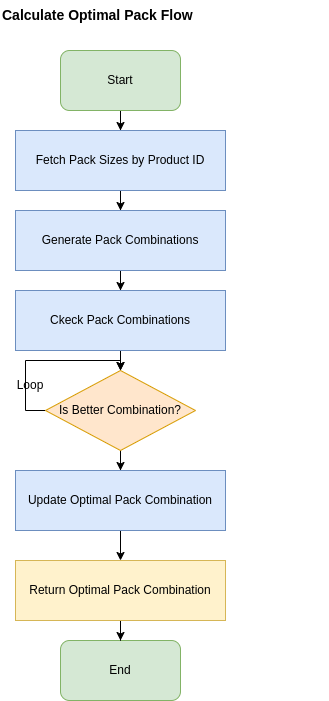 Calculate Optimal Pack Flow
Start
Fetch Pack Sizes by Product ID
Generate Pack Combinations
Ckeck Pack Combinations
Loop
Is Better Combination?
Update Optimal Pack Combination
Return Optimal Pack Combination
End